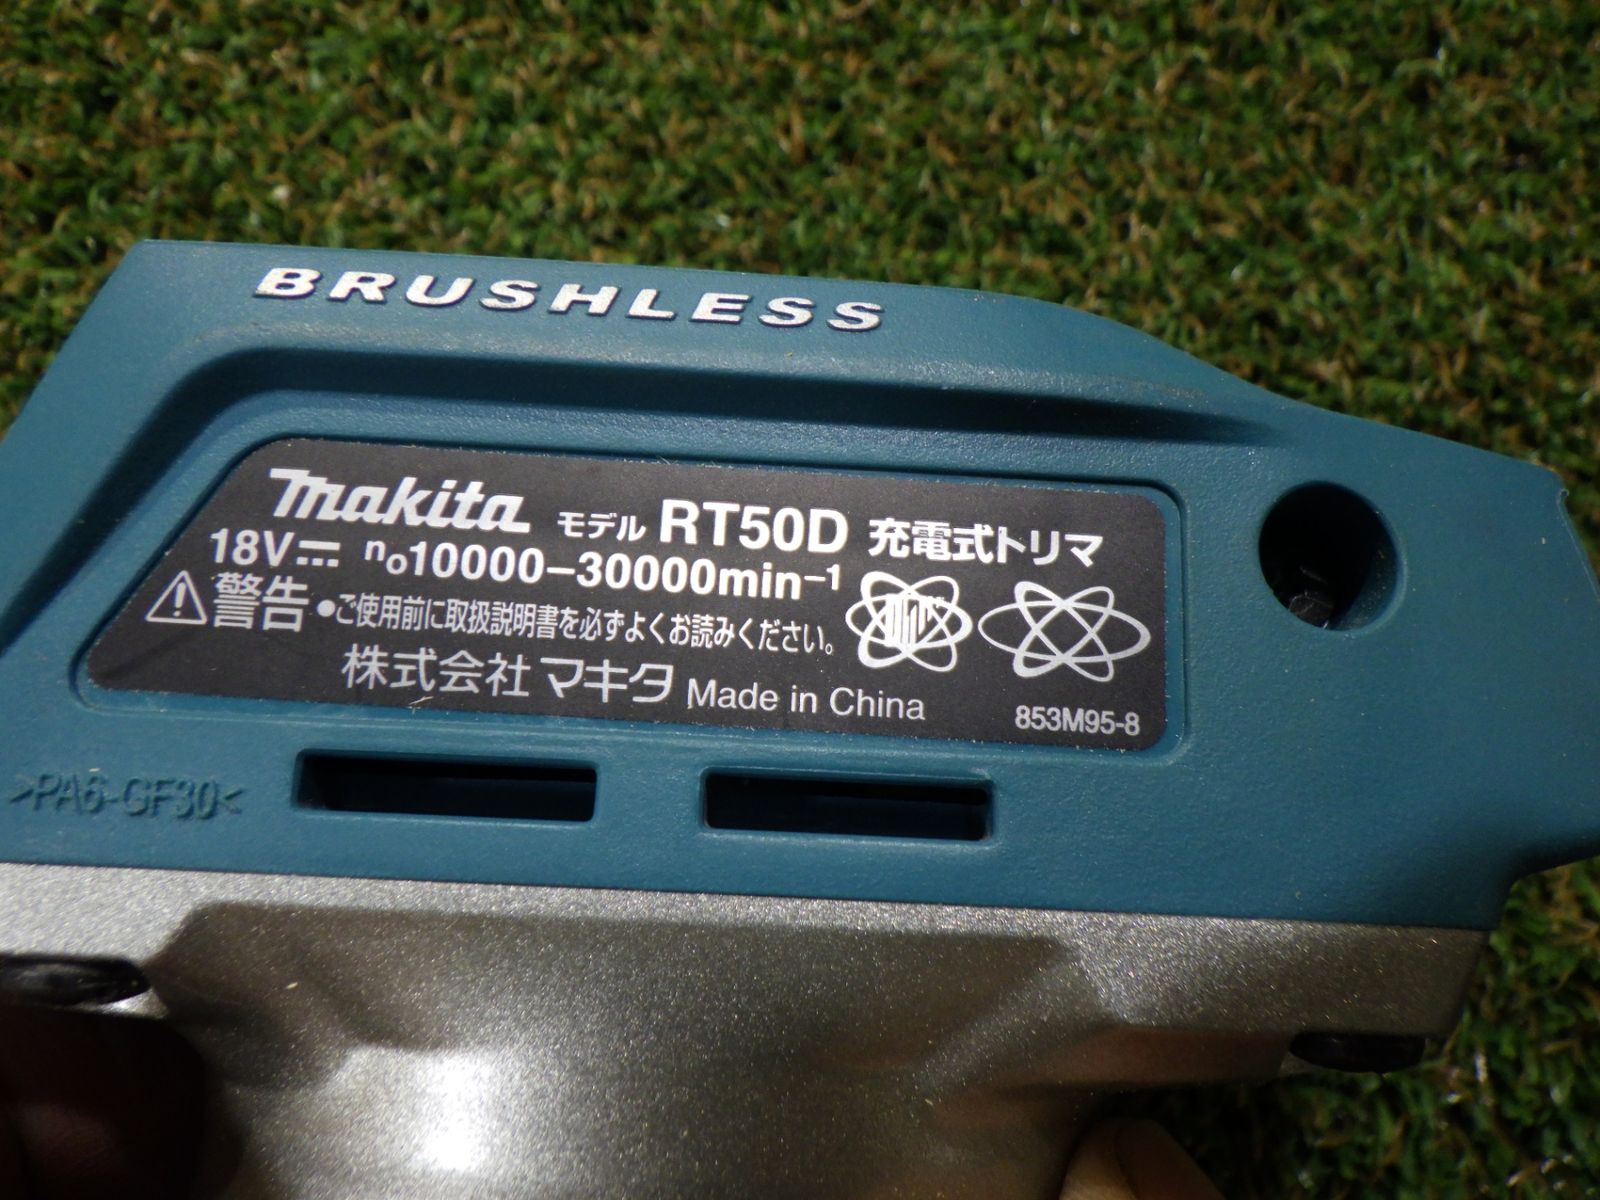 BRUSHLESS
makita モデル RT50D 充電式トリマ
18V⎓ n₀10000–30000min⁻¹
⚠警告 ●ご使用前に取扱説明書を必ずよくお読みください。
株式会社マキタ Made in China
853M95-8
>PA6-GF30<